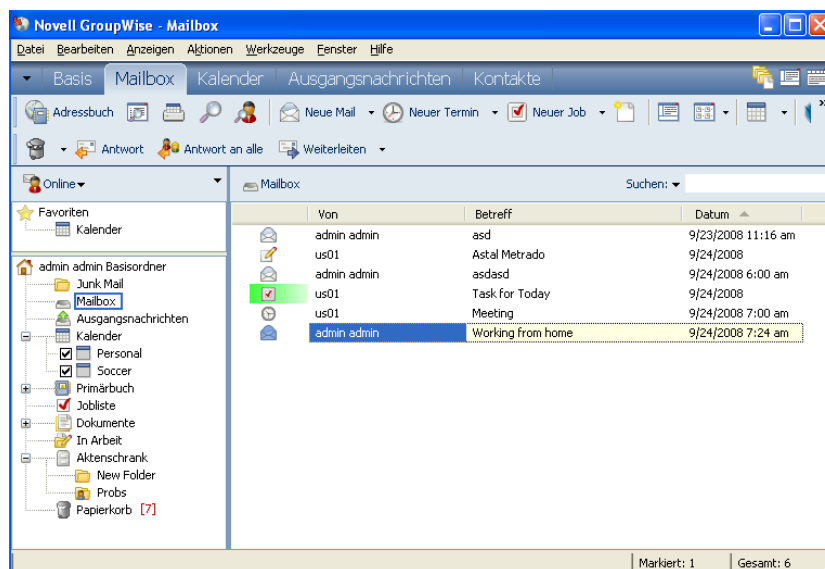 Novell GroupWise - Mailbox
Datei Bearbeiten Anzeigen Aktionen Werkzeuge Fenster Hilfe
Basis Mailbox Kalender Ausgangsnachrichten Kontakte
Adressbuch Neue Mail Neuer Termin Neuer Job
Antwort Antwort an alle Weiterleiten
Online Mailbox Suchen:
Favoriten
Kalender
admin admin Basisordner
Junk Mail
Mailbox
Ausgangsnachrichten
Kalender
Personal
Soccer
Primärbuch
Jobliste
Dokumente
In Arbeit
Aktenschrank
New Folder
Probs
Papierkorb [7]
Von Betreff Datum
admin admin asd 9/23/2008 11:16 am
us01 Astal Metrado 9/24/2008
admin admin asdasd 9/24/2008 6:00 am
us01 Task for Today 9/24/2008
us01 Meeting 9/24/2008 7:00 am
admin admin Working from home 9/24/2008 7:24 am
Markiert: 1 Gesamt: 6